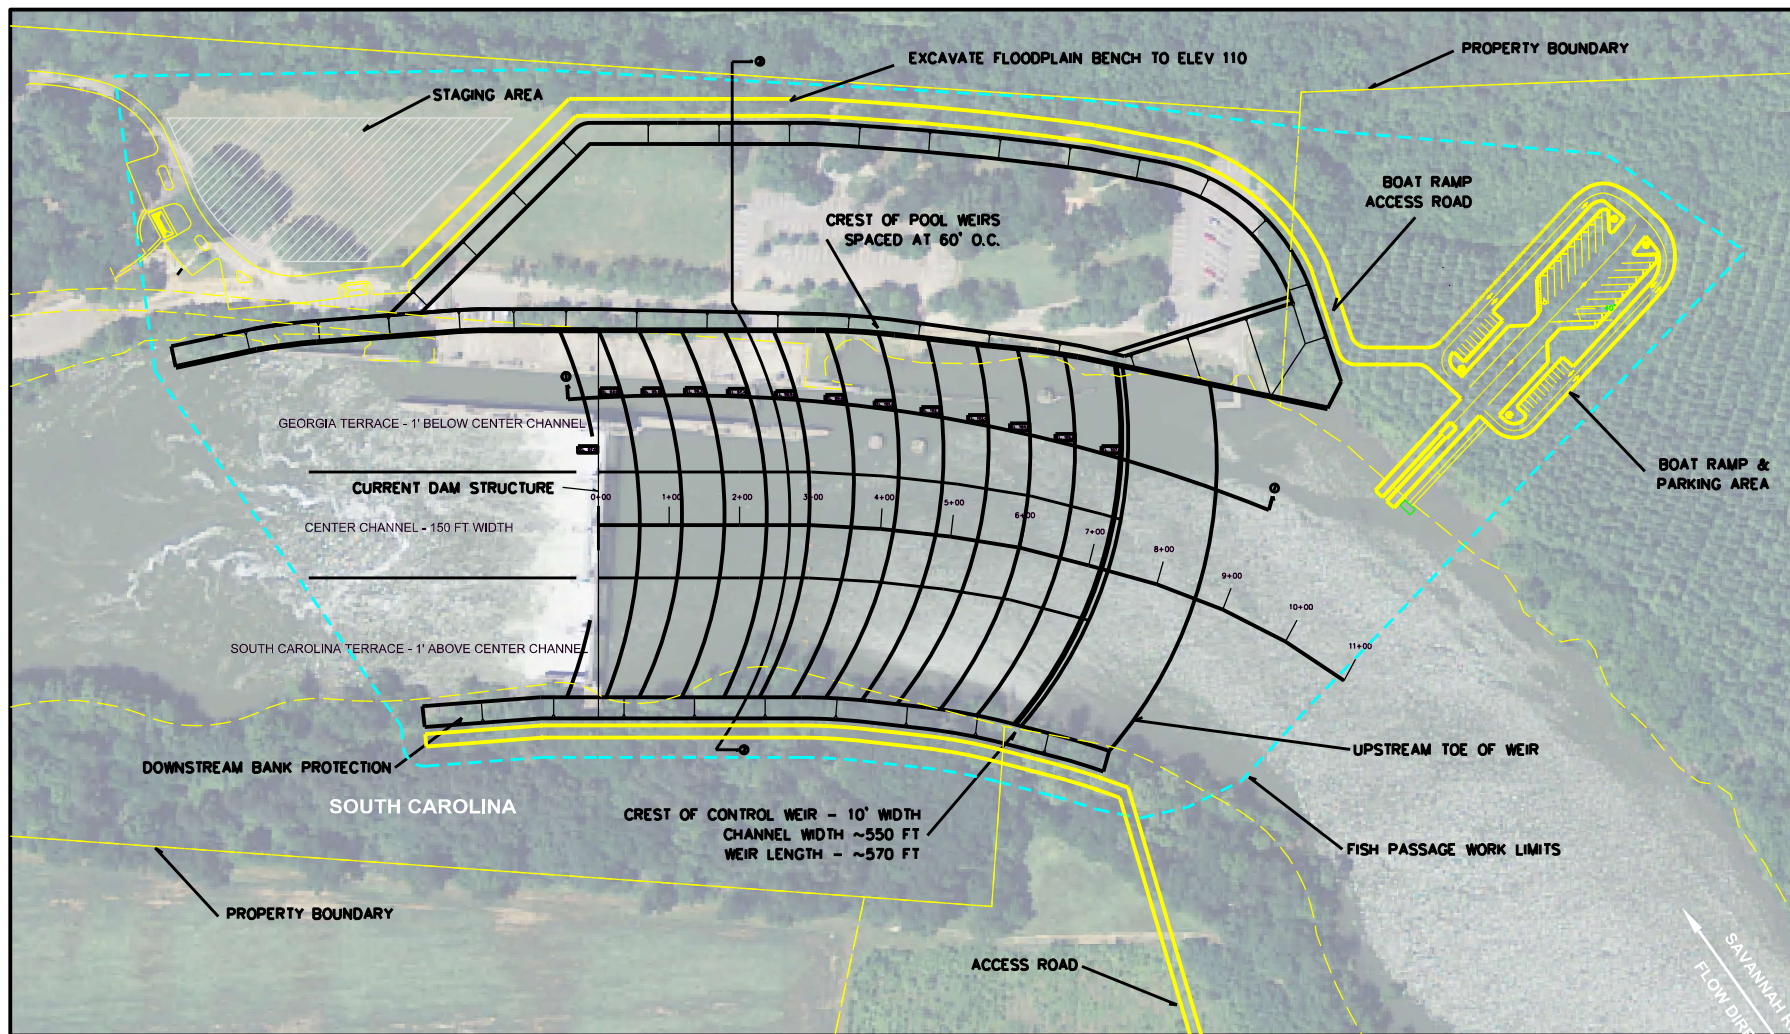 EXCAVATE FLOODPLAIN BENCH TO ELEV 110
PROPERTY BOUNDARY
STAGING AREA
BOAT RAMP
ACCESS ROAD
CREST OF POOL WEIRS
SPACED AT 60' O.C.
GEORGIA TERRACE - 1' BELOW CENTER CHANNEL
CURRENT DAM STRUCTURE
CENTER CHANNEL - 150 FT WIDTH
0+00
1+00
2+00
3+00
4+00
5+00
6+00
7+00
8+00
9+00
10+00
11+00
BOAT RAMP &
PARKING AREA
SOUTH CAROLINA TERRACE - 1' ABOVE CENTER CHANNEL
UPSTREAM TOE OF WEIR
DOWNSTREAM BANK PROTECTION
SOUTH CAROLINA
CREST OF CONTROL WEIR - 10' WIDTH
CHANNEL WIDTH ~550 FT
WEIR LENGTH - ~570 FT
FISH PASSAGE WORK LIMITS
PROPERTY BOUNDARY
ACCESS ROAD
SAVANNAH
FLOW